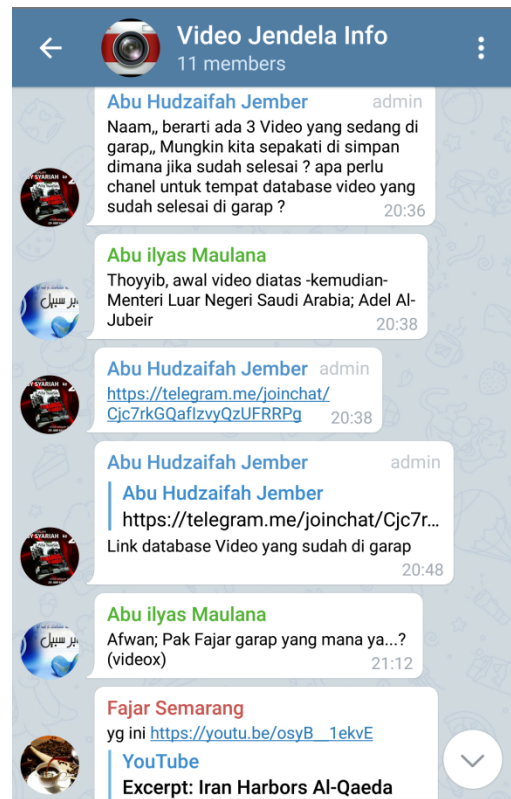 Video Jendela Info
11 members
Abu Hudzaifah Jember admin
Naam,, berarti ada 3 Video yang sedang di
garap,, Mungkin kita sepakati di simpan
dimana jika sudah selesai ? apa perlu
chanel untuk tempat database video yang
sudah selesai di garap ?
20:36
Abu ilyas Maulana
Thoyyib, awal video diatas -kemudian-
Menteri Luar Negeri Saudi Arabia; Adel Al-
Jubeir
20:38
Abu Hudzaifah Jember admin
https://telegram.me/joinchat/
Cjc7rkGQafIzvyQzUFRRPg
20:38
Abu Hudzaifah Jember admin
Abu Hudzaifah Jember
https://telegram.me/joinchat/Cjc7r...
Link database Video yang sudah di garap
20:48
Abu ilyas Maulana
Afwan; Pak Fajar garap yang mana ya...?
(videox)
21:12
Fajar Semarang
yg ini https://youtu.be/osyB__1ekvE
YouTube
Excerpt: Iran Harbors Al-Qaeda